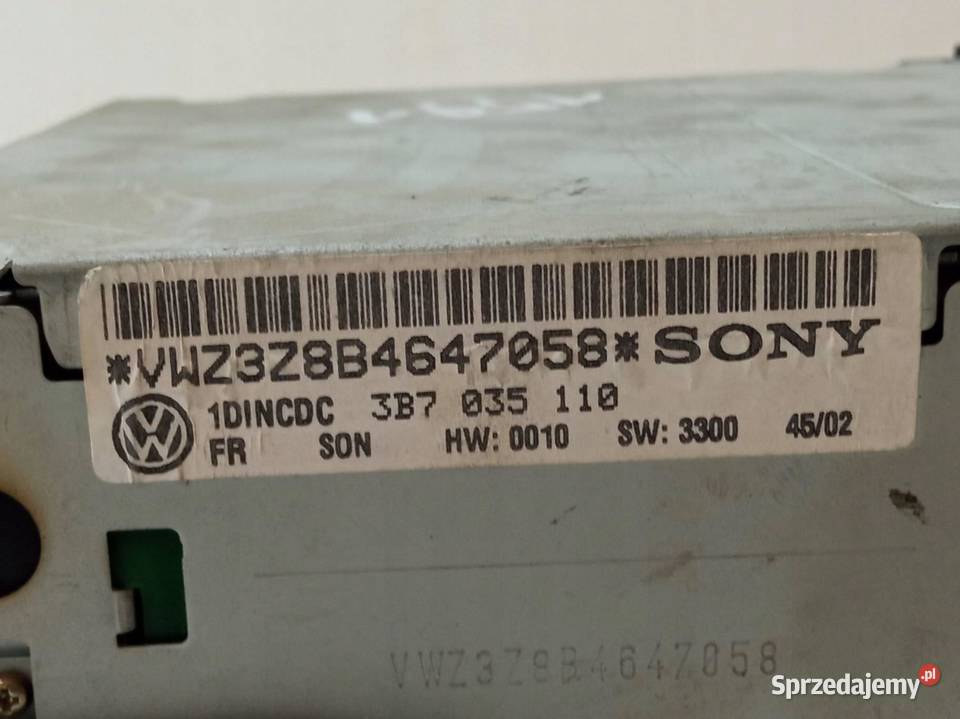 *VWZ3Z8B4647058* SONY
1DINCDC 3B7 035 110
FR SON HW: 0010 SW: 3300 45/02
VWZ3Z8B4647058
Sprzedajemy.pl